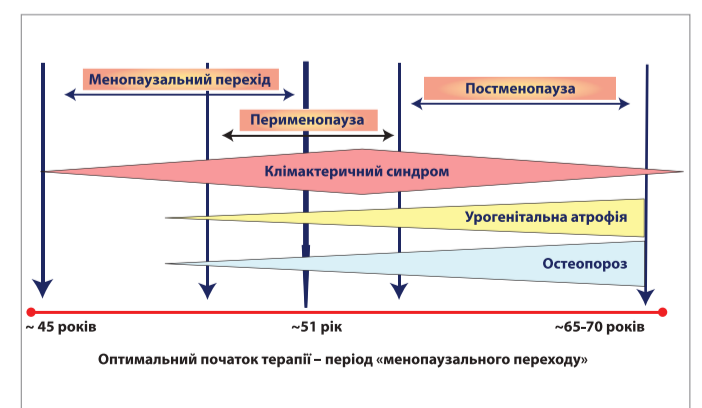 Менопаузальний перехід
Постменопауза
Перименопауза
Клімактеричний синдром
Урогенітальна атрофія
Остеопороз
~ 45 років
~51 рік
~65-70 років
Оптимальний початок терапії – період «менопаузального переходу»